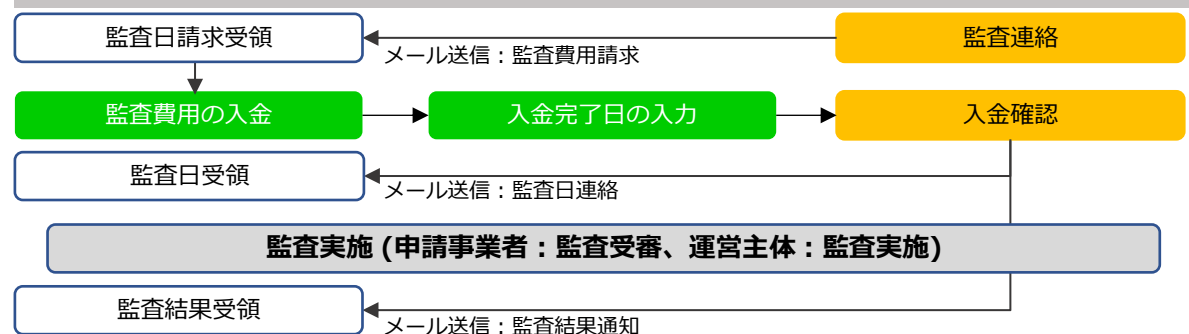 監査日請求受領
監査連絡
メール送信：監査費用請求
監査費用の入金
入金完了日の入力
入金確認
監査日受領
メール送信：監査日連絡
監査実施 (申請事業者：監査受審、運営主体：監査実施)
監査結果受領
メール送信：監査結果通知